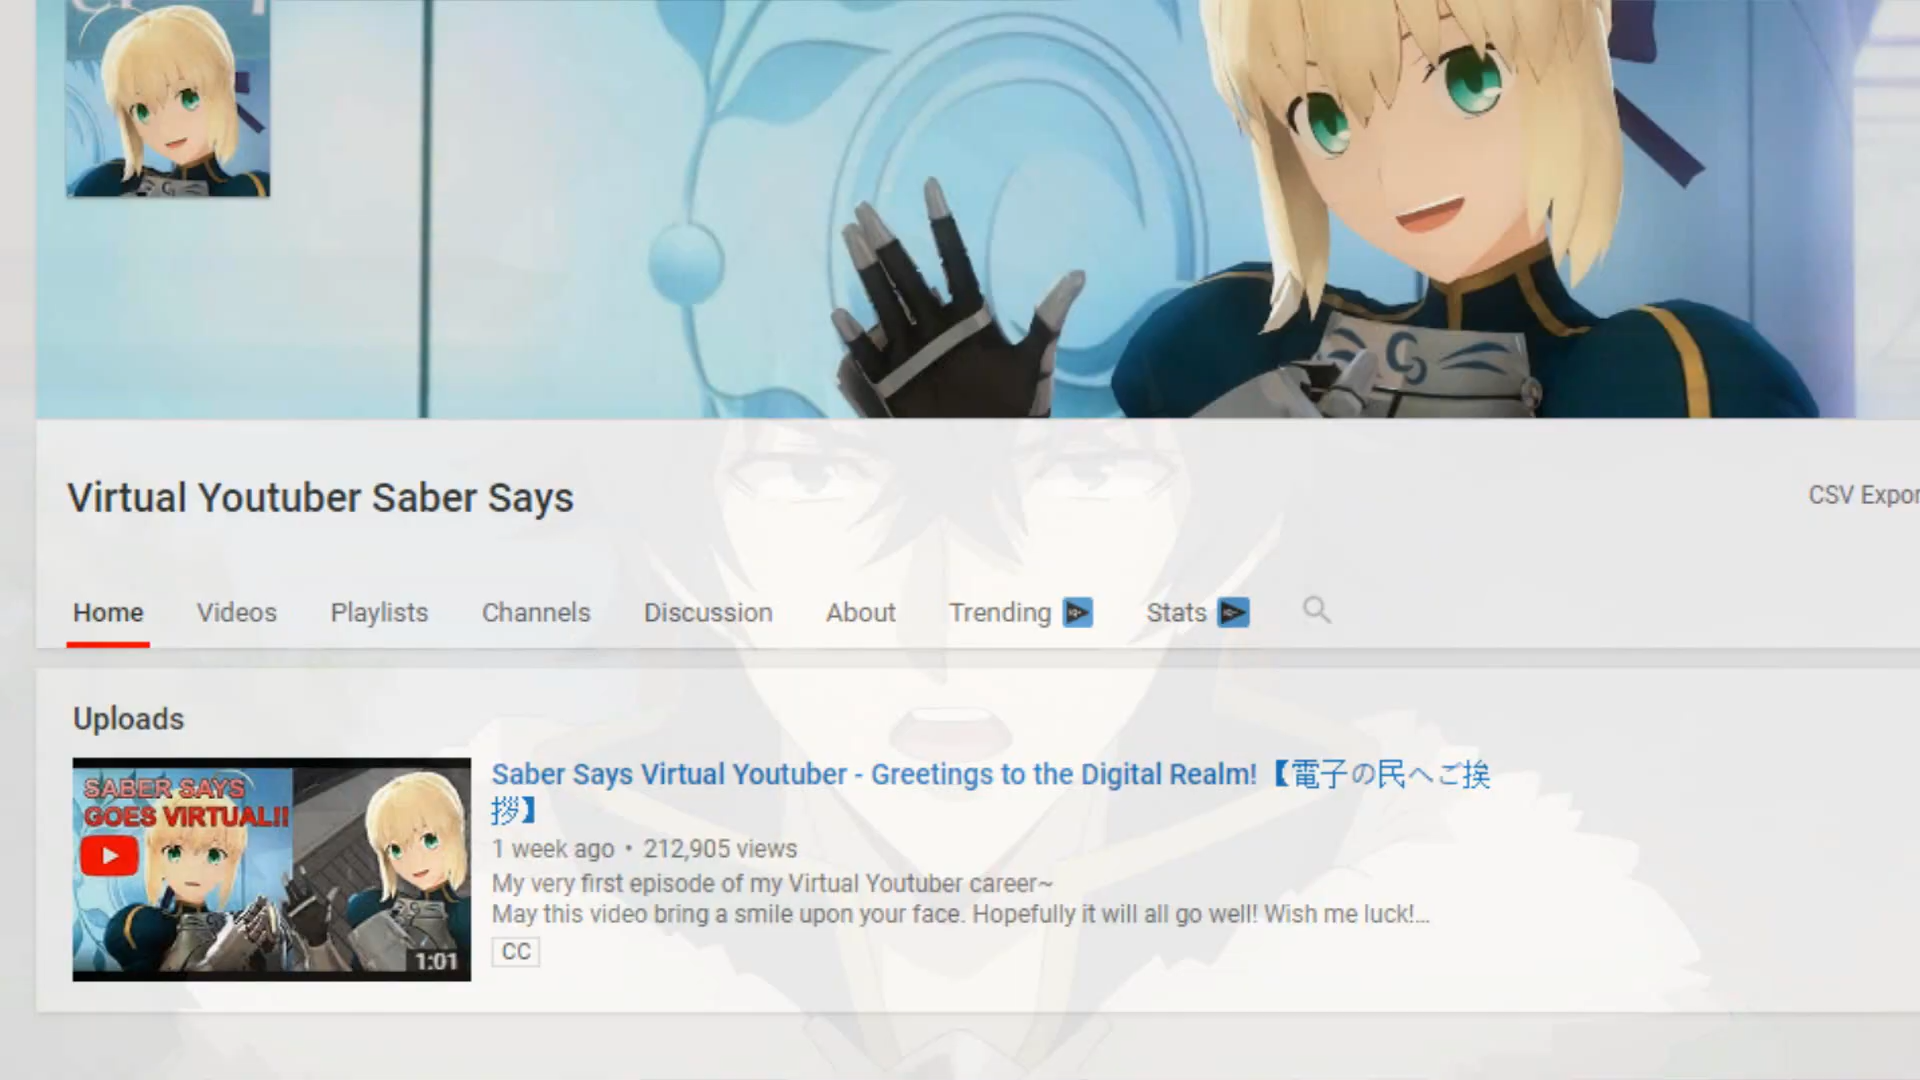 Virtual Youtuber Saber Says
CSV Expor
Home Videos Playlists Channels Discussion About Trending Stats
Uploads
SABER SAYS
GOES VIRTUAL!!
1:01
Saber Says Virtual Youtuber - Greetings to the Digital Realm!【電子の民へご挨
拶】
1 week ago • 212,905 views
My very first episode of my Virtual Youtuber career~
May this video bring a smile upon your face. Hopefully it will all go well! Wish me luck!...
CC